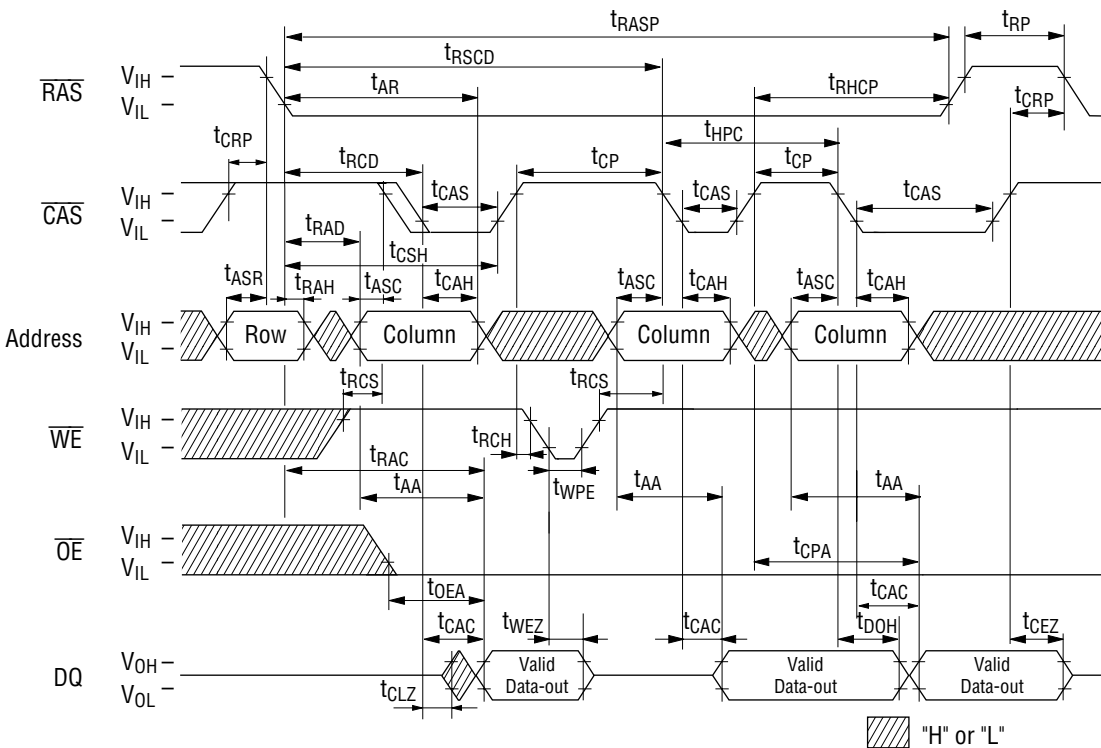 tRASP
tRP
tRSCD
tAR
tRHCP
RAS
VIH
VIL
tCRP
tHPC
tCRP
tRCD
tCP
tCP
tCAS
tCAS
tCAS
CAS
VIH
VIL
tRAD
tCSH
tASR
tRAH
tASC
tCAH
tASC
tCAH
tASC
tCAH
Address
VIH
VIL
Row
Column
Column
Column
tRCS
tRCS
WE
VIH
VIL
tRCH
tRAC
tWPE
tAA
tAA
tAA
OE
VIH
VIL
tCPA
tOEA
tCAC
tCAC
tWEZ
tCAC
tDOH
tCEZ
DQ
VOH
VOL
Valid
Data-out
Valid
Data-out
Valid
Data-out
tCLZ
"H" or "L"